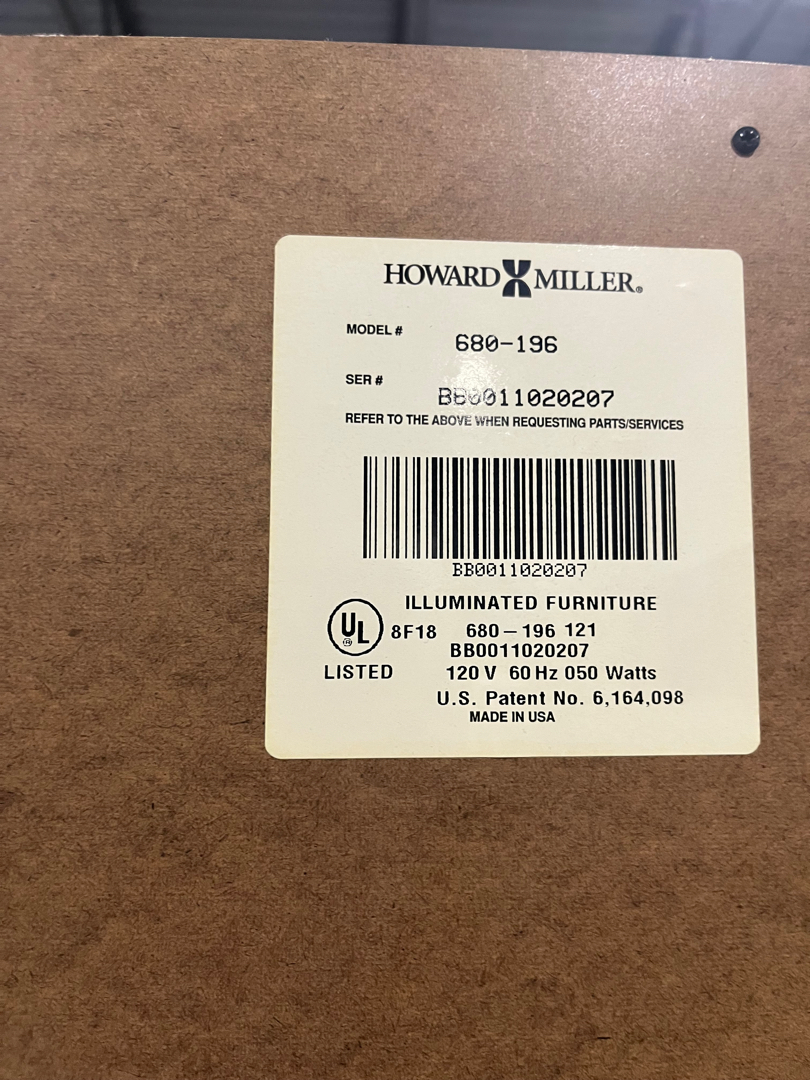 HOWARD MILLER®
MODEL # 680-196
SER # BB0011020207
REFER TO THE ABOVE WHEN REQUESTING PARTS/SERVICES
BB0011020207
ILLUMINATED FURNITURE
UL® 8F18 680-196 121
BB0011020207
LISTED 120 V 60 Hz 050 Watts
U.S. Patent No. 6,164,098
MADE IN USA